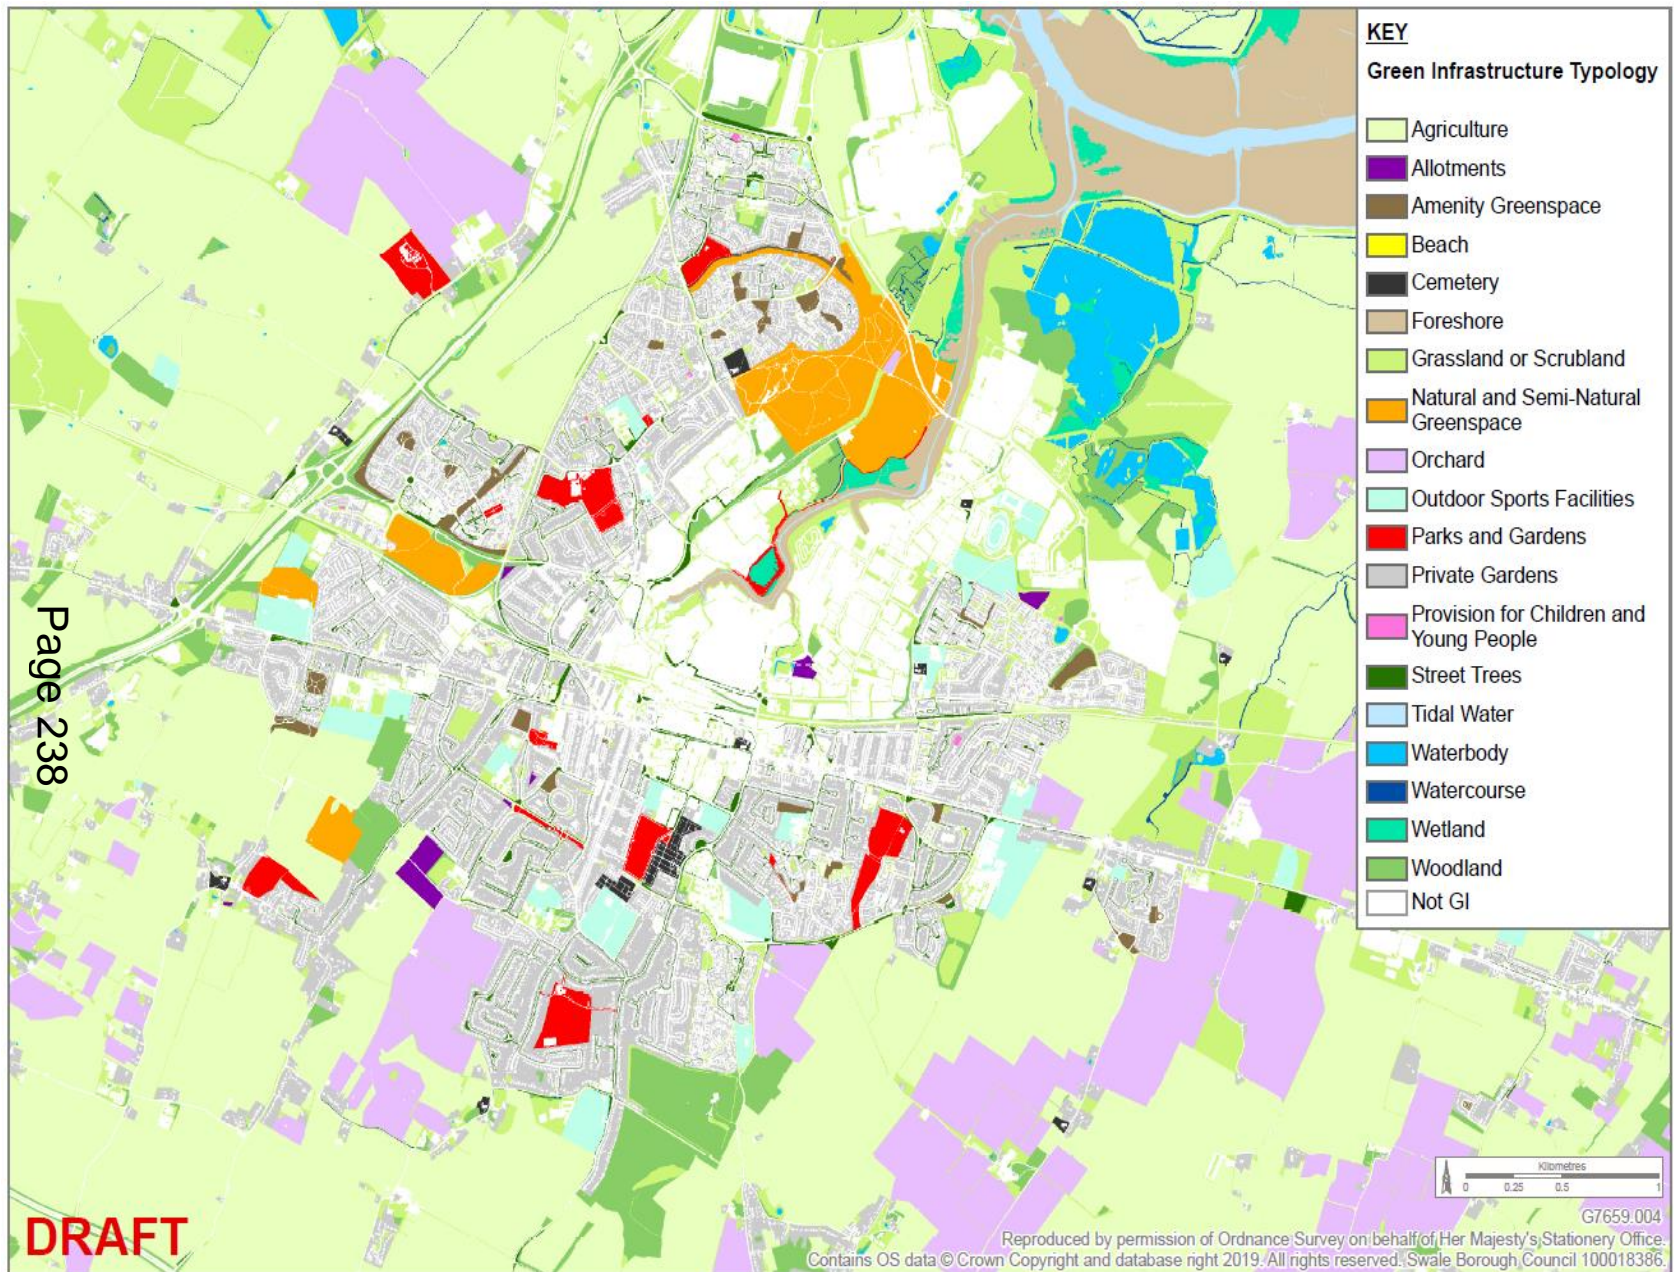 KEY
Green Infrastructure Typology
Agriculture
Allotments
Amenity Greenspace
Beach
Cemetery
Foreshore
Grassland or Scrubland
Natural and Semi-Natural
Greenspace
Orchard
Outdoor Sports Facilities
Parks and Gardens
Private Gardens
Provision for Children and
Young People
Street Trees
Tidal Water
Waterbody
Watercourse
Wetland
Woodland
Not GI
Page 238
Kilometres
0 0.25 0.5 1
G7659.004
DRAFT
Reproduced by permission of Ordnance Survey on behalf of Her Majesty's Stationery Office.
Contains OS data © Crown Copyright and database right 2019. All rights reserved. Swale Borough Council 100018386.